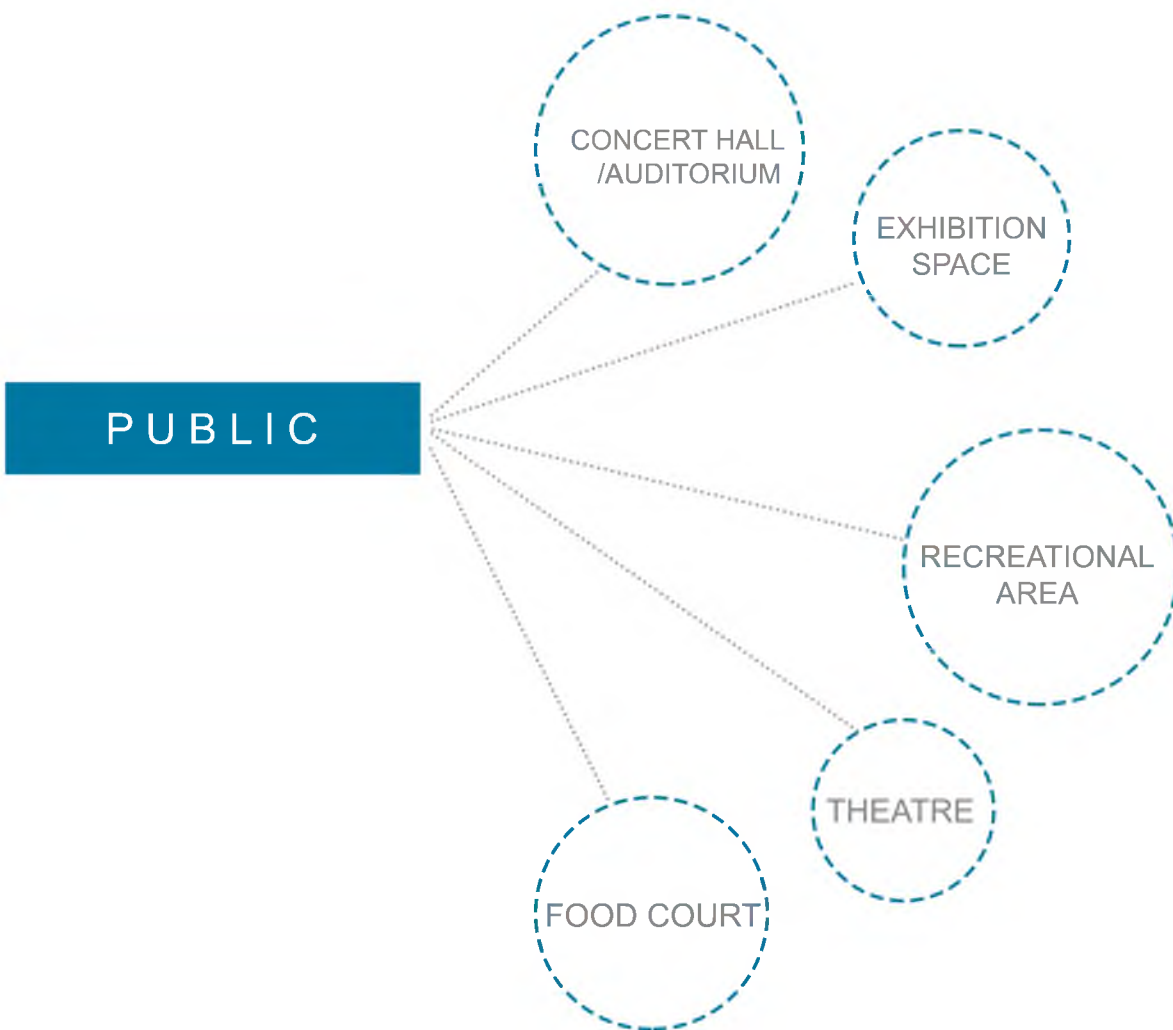 CONCERT HALL
/AUDITORIUM
EXHIBITION
SPACE
PUBLIC
RECREATIONAL
AREA
THEATRE
FOOD COURT